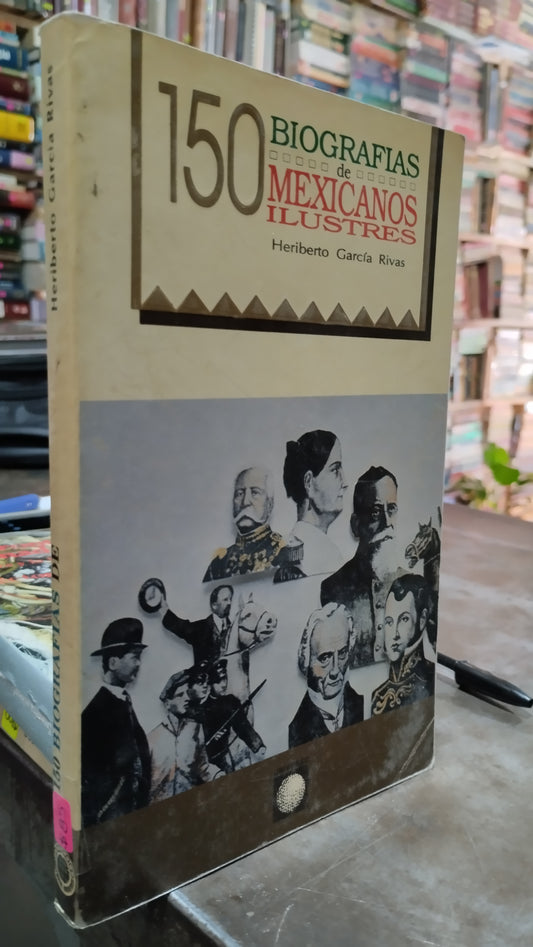 150
BIOGRAFIAS
de
MEXICANOS
ILUSTRES
Heriberto García Rivas
Heriberto García Rivas
150 BIOGRAFIAS DE